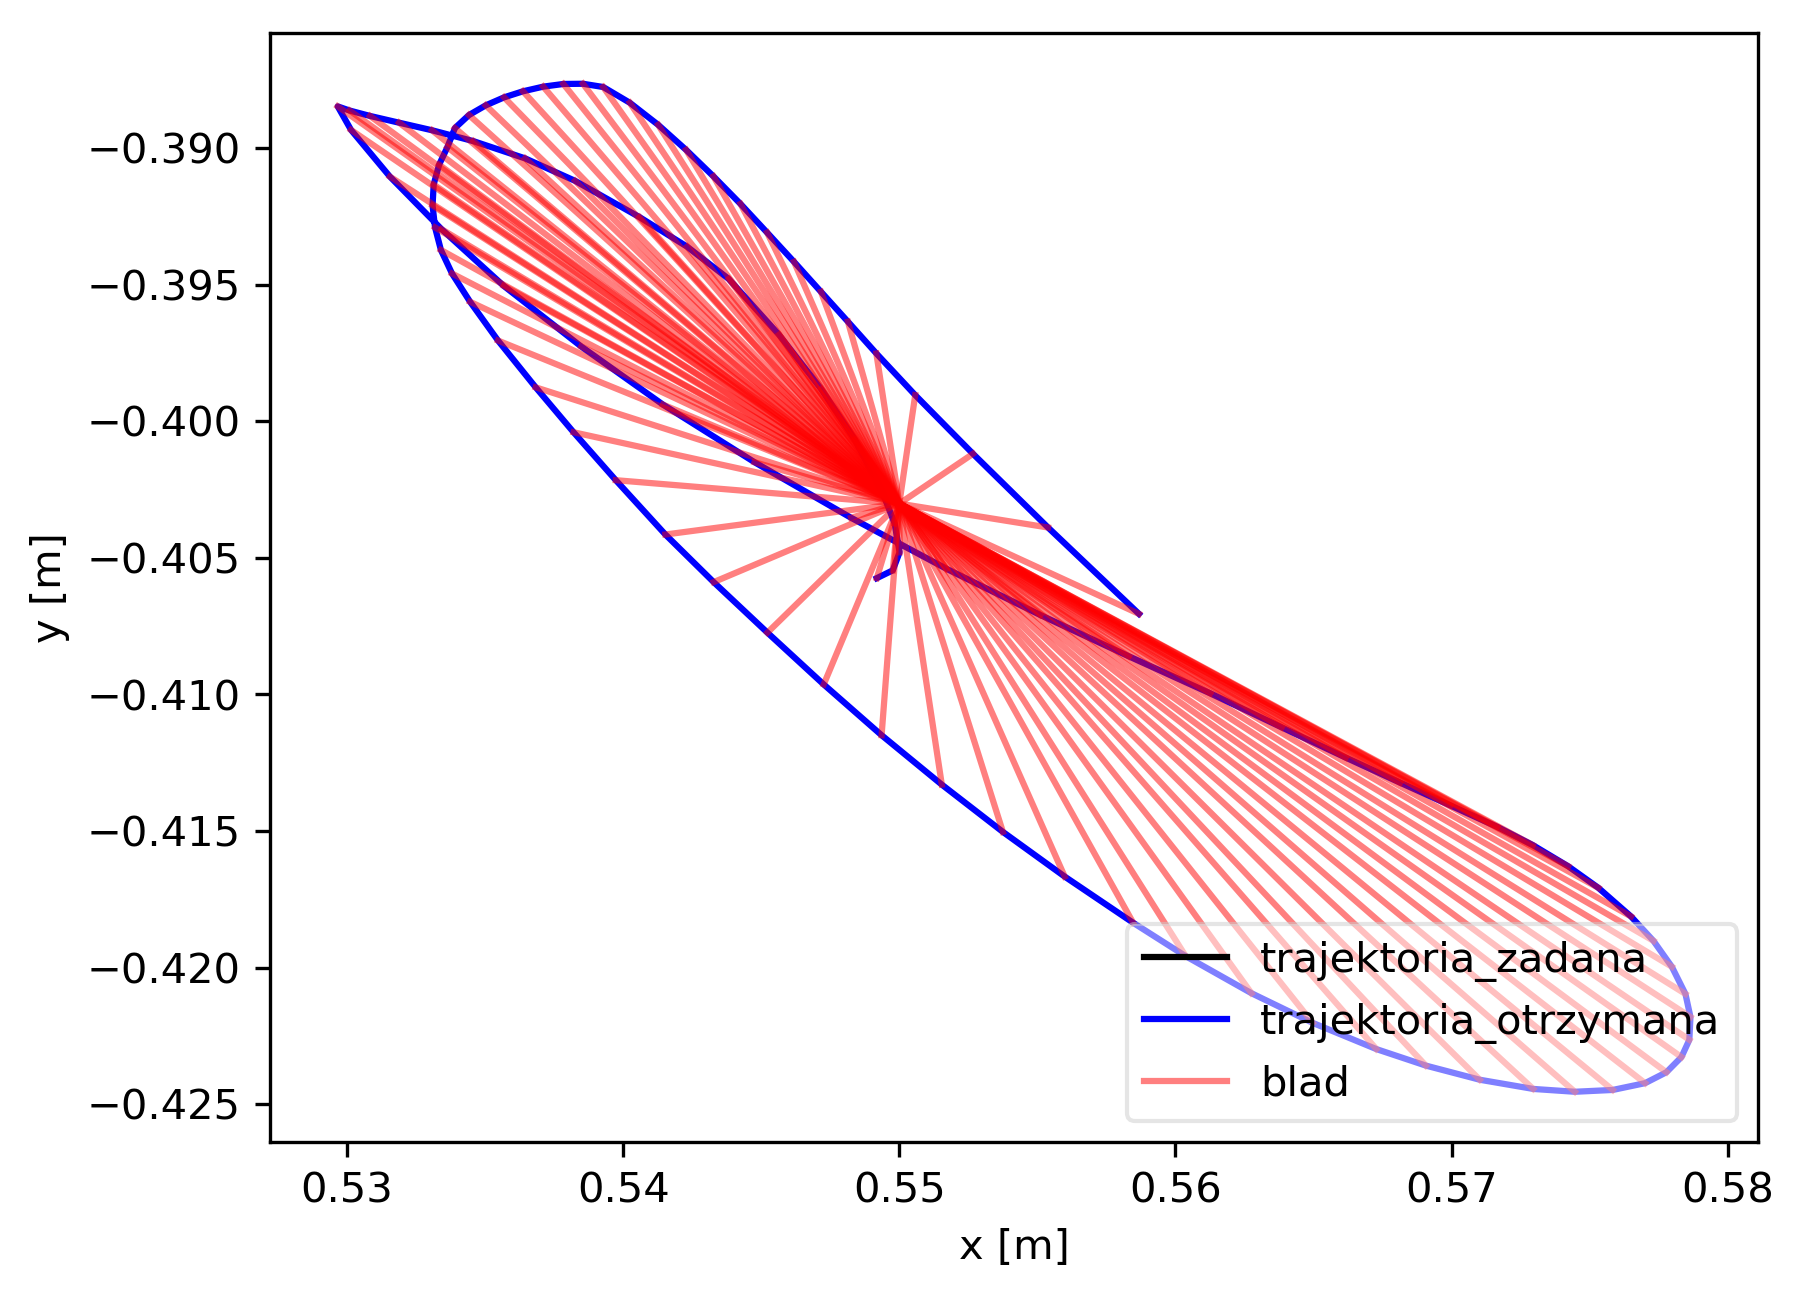 −0.390
−0.395
−0.400
−0.405
−0.410
−0.415
−0.420
−0.425
y [m]
trajektoria_zadana
trajektoria_otrzymana
blad
0.53 0.54 0.55 0.56 0.57 0.58
x [m]